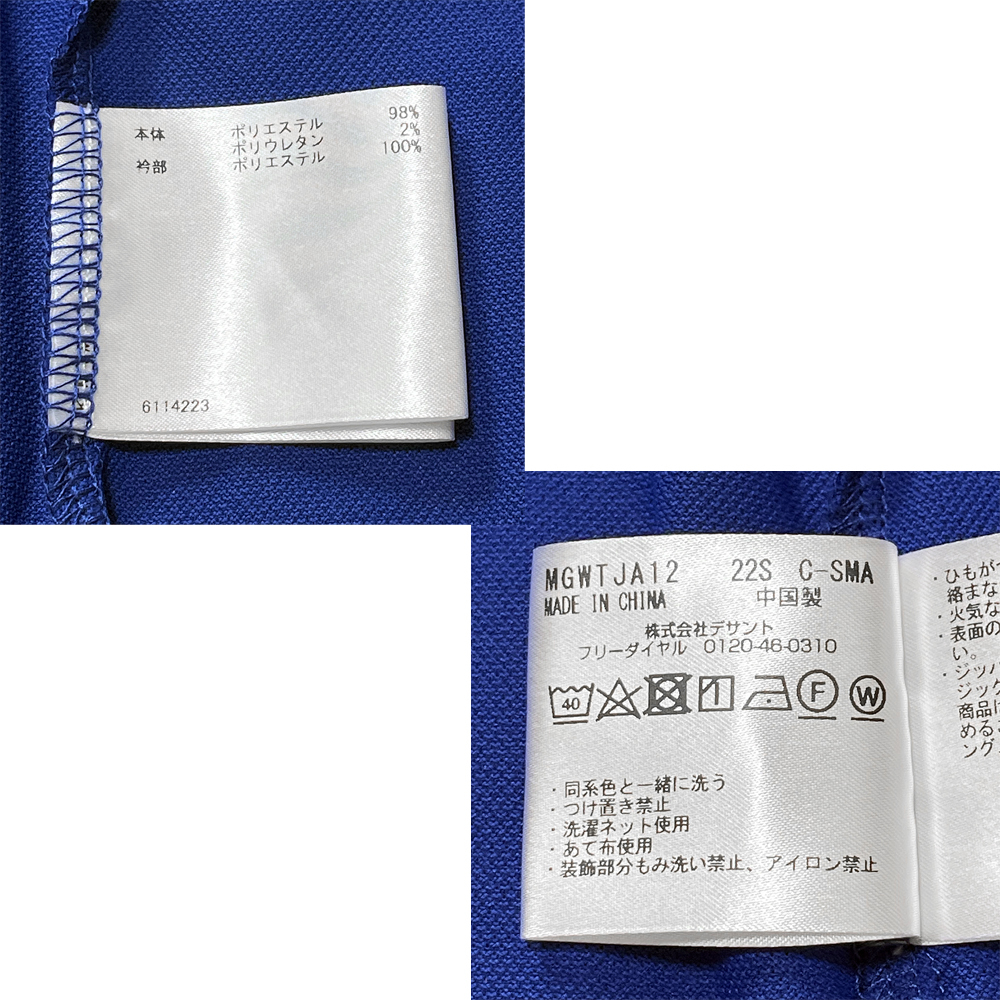 本体 ポリエステル 98%
ポリウレタン 2%
衿部 ポリエステル 100%
6114223
MGWTJA12 22S C-SMA
MADE IN CHINA 中国製
株式会社デサント
フリーダイヤル 0120-46-0310
40 F W
・同系色と一緒に洗う
・つけ置き禁止
・洗濯ネット使用
・あて布使用
・装飾部分もみ洗い禁止、アイロン禁止
・ひもが
絡まな
・火気な
・表面の
い。
・ジッパ
ジック
商品に
める
ング